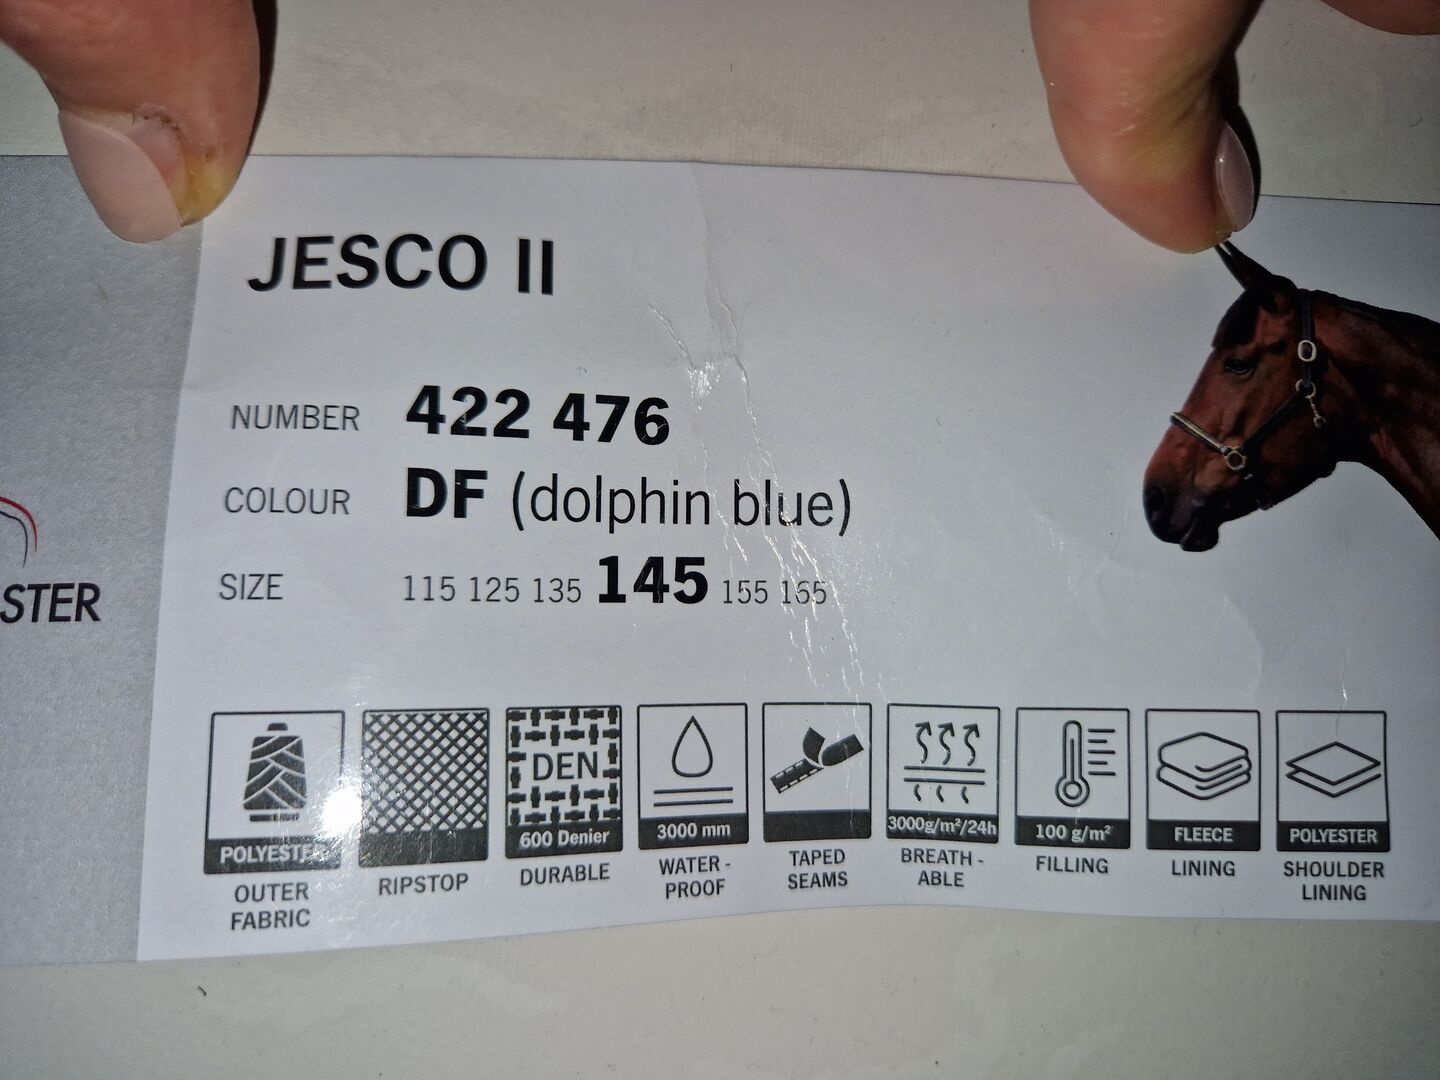 JESCO II
NUMBER 422 476
COLOUR DF (dolphin blue)
SIZE 115 125 135 145 155 165
STER
POLYESTER
OUTER
FABRIC
RIPSTOP
DEN
600 Denier
DURABLE
3000 mm
WATER-
PROOF
TAPED
SEAMS
3000g/m²/24h
BREATH-
ABLE
100 g/m²
FILLING
FLEECE
LINING
POLYESTER
SHOULDER
LINING